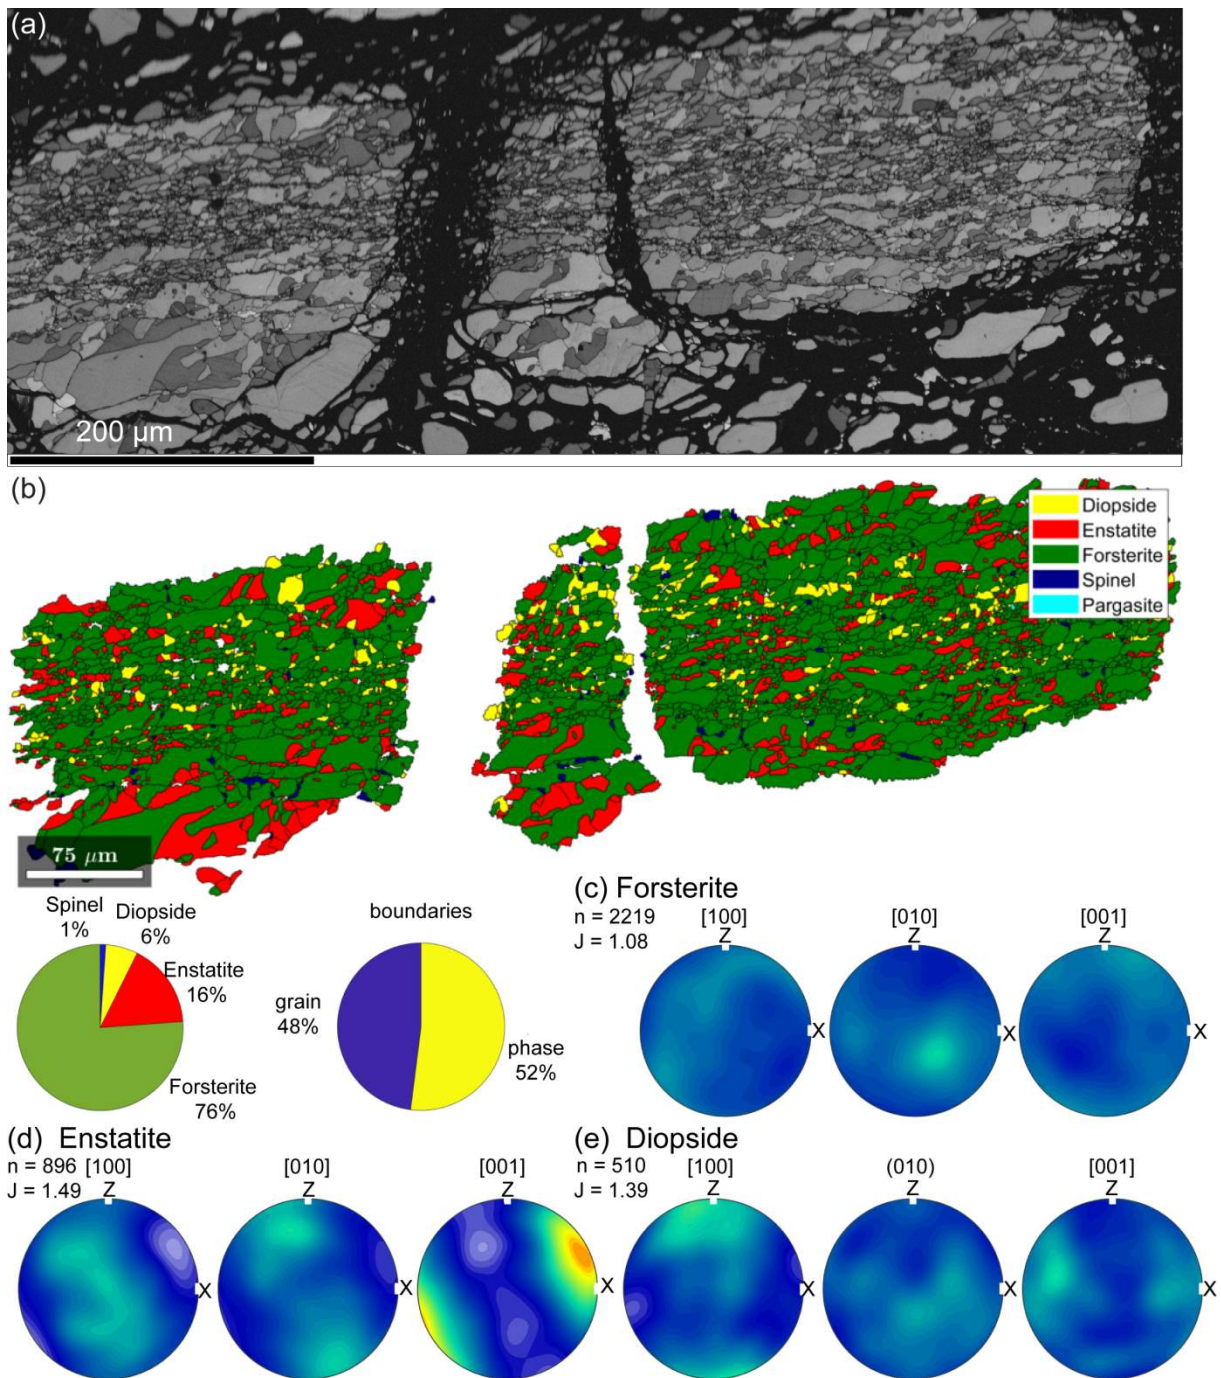 (a)
200 µm
(b)
Diopside
Enstatite
Forsterite
Spinel
Pargasite
75 µm
Spinel
1%
Diopside
6%
Enstatite
16%
Forsterite
76%
boundaries
grain
48%
phase
52%
(c) Forsterite
n = 2219
J = 1.08
[100]
Z
[010]
Z
[001]
Z
X
X
X
(d) Enstatite
n = 896
J = 1.49
[100]
Z
[010]
Z
[001]
Z
X
X
X
(e) Diopside
n = 510
J = 1.39
[100]
Z
(010)
Z
[001]
Z
X
X
X